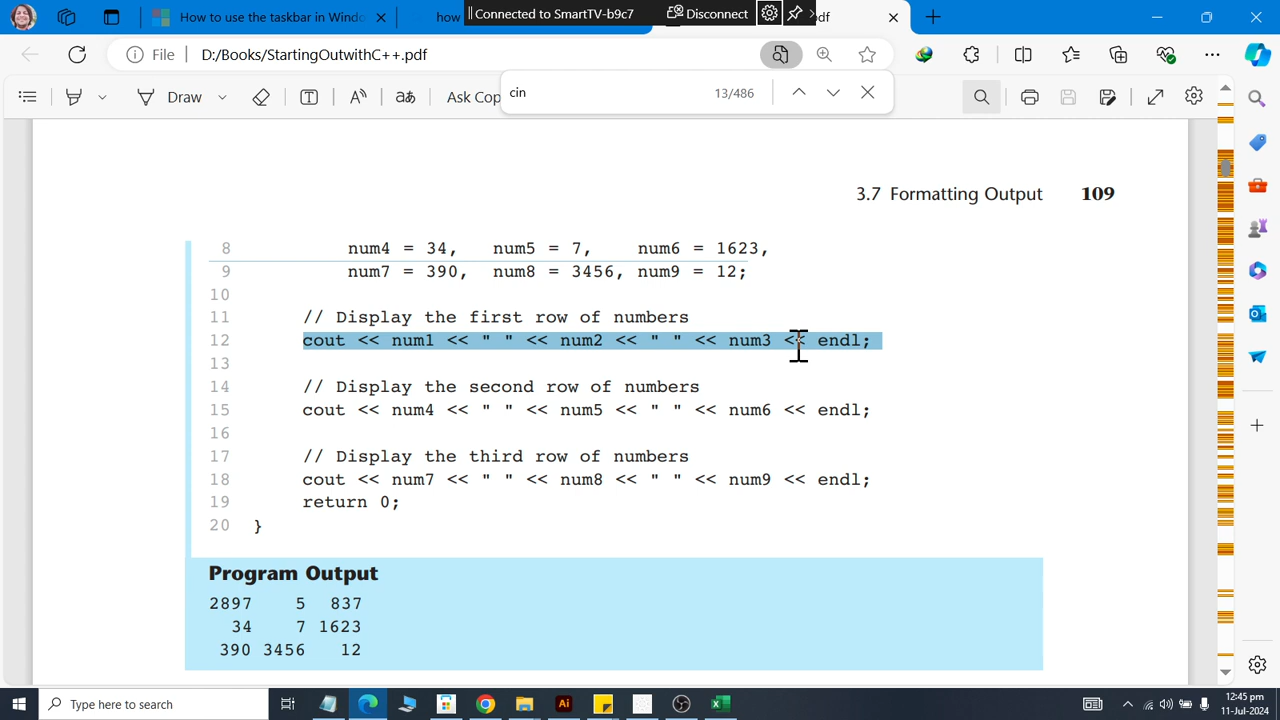 How to use the taskbar in Windo
how
Connected to SmartTV-b9c7
Disconnect
df
File
D:/Books/StartingOutwithC++.pdf
Draw
Ask Cop
cin
13/486
3.7 Formatting Output 109
8 num4 = 34, num5 = 7, num6 = 1623,
9 num7 = 390, num8 = 3456, num9 = 12;
10
11 // Display the first row of numbers
12 cout << num1 << " " << num2 << " " << num3 << endl;
13
14 // Display the second row of numbers
15 cout << num4 << " " << num5 << " " << num6 << endl;
16
17 // Display the third row of numbers
18 cout << num7 << " " << num8 << " " << num9 << endl;
19 return 0;
20 }
Program Output
2897 5 837
34 7 1623
390 3456 12
Type here to search
12:45 pm
11-Jul-2024